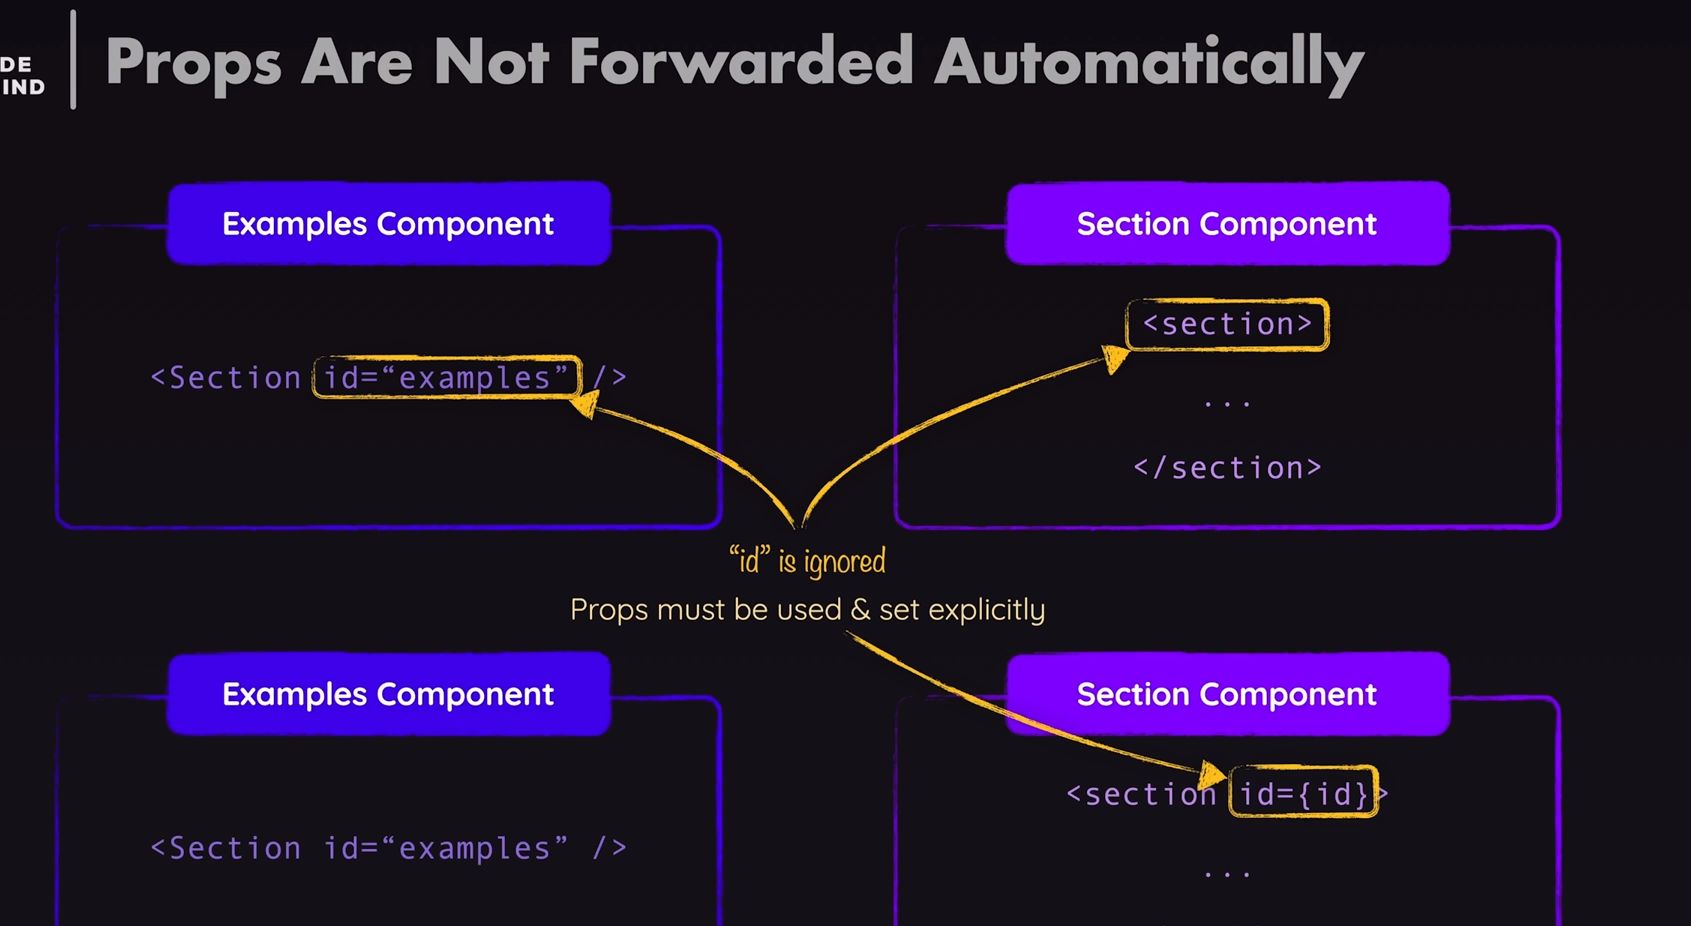 DE
IND
Props Are Not Forwarded Automatically
Examples Component
Section Component
<section>
<Section id=“examples” />
...
</section>
“id” is ignored
Props must be used & set explicitly
Examples Component
Section Component
<section id={id}>
<Section id=“examples” />
...